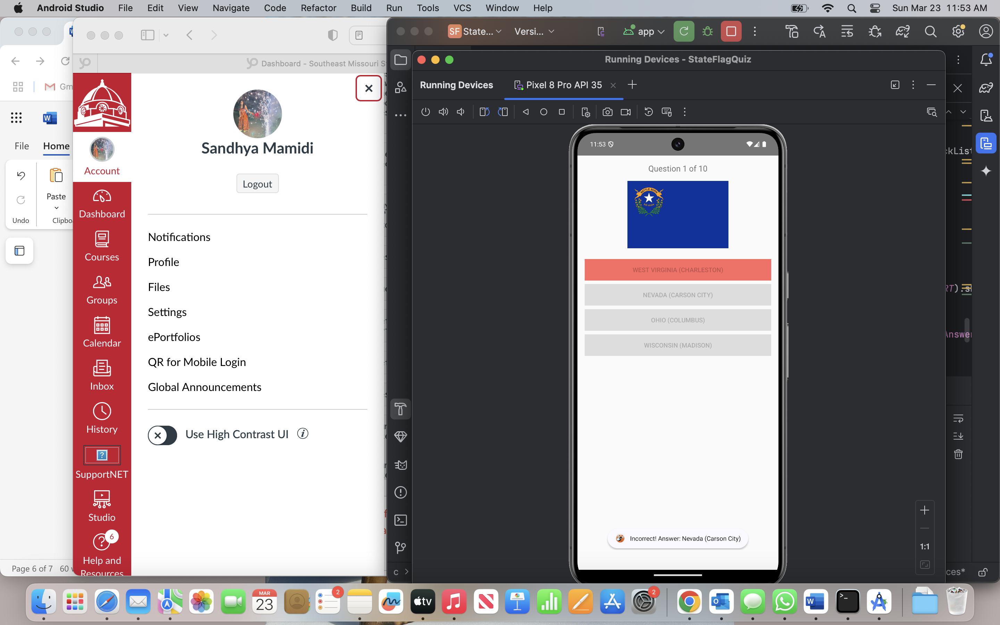 Android Studio File Edit View Navigate Code Refactor Build Run Tools VCS Window Help Sun Mar 23 11:53 AM
SF State... Versi... app
Dashboard - Southeast Missouri S
Gm
File Home
Undo
Paste
Clipbo
Page 6 of 7 60
Account
Dashboard
Courses
Groups
Calendar
Inbox
History
SupportNET
Studio
6
Help and
Resources
Sandhya Mamidi
Logout
Notifications
Profile
Files
Settings
ePortfolios
QR for Mobile Login
Global Announcements
Use High Contrast UI
Running Devices - StateFlagQuiz
Running Devices Pixel 8 Pro API 35
11:53
Question 1 of 10
BATTLE BORN
NEVADA
WEST VIRGINIA (CHARLESTON)
NEVADA (CARSON CITY)
OHIO (COLUMBUS)
WISCONSIN (MADISON)
Incorrect! Answer: Nevada (Carson City)
1:1
ckList
RT).s
Answe
c
ces*
MAR
23
2
tv
2